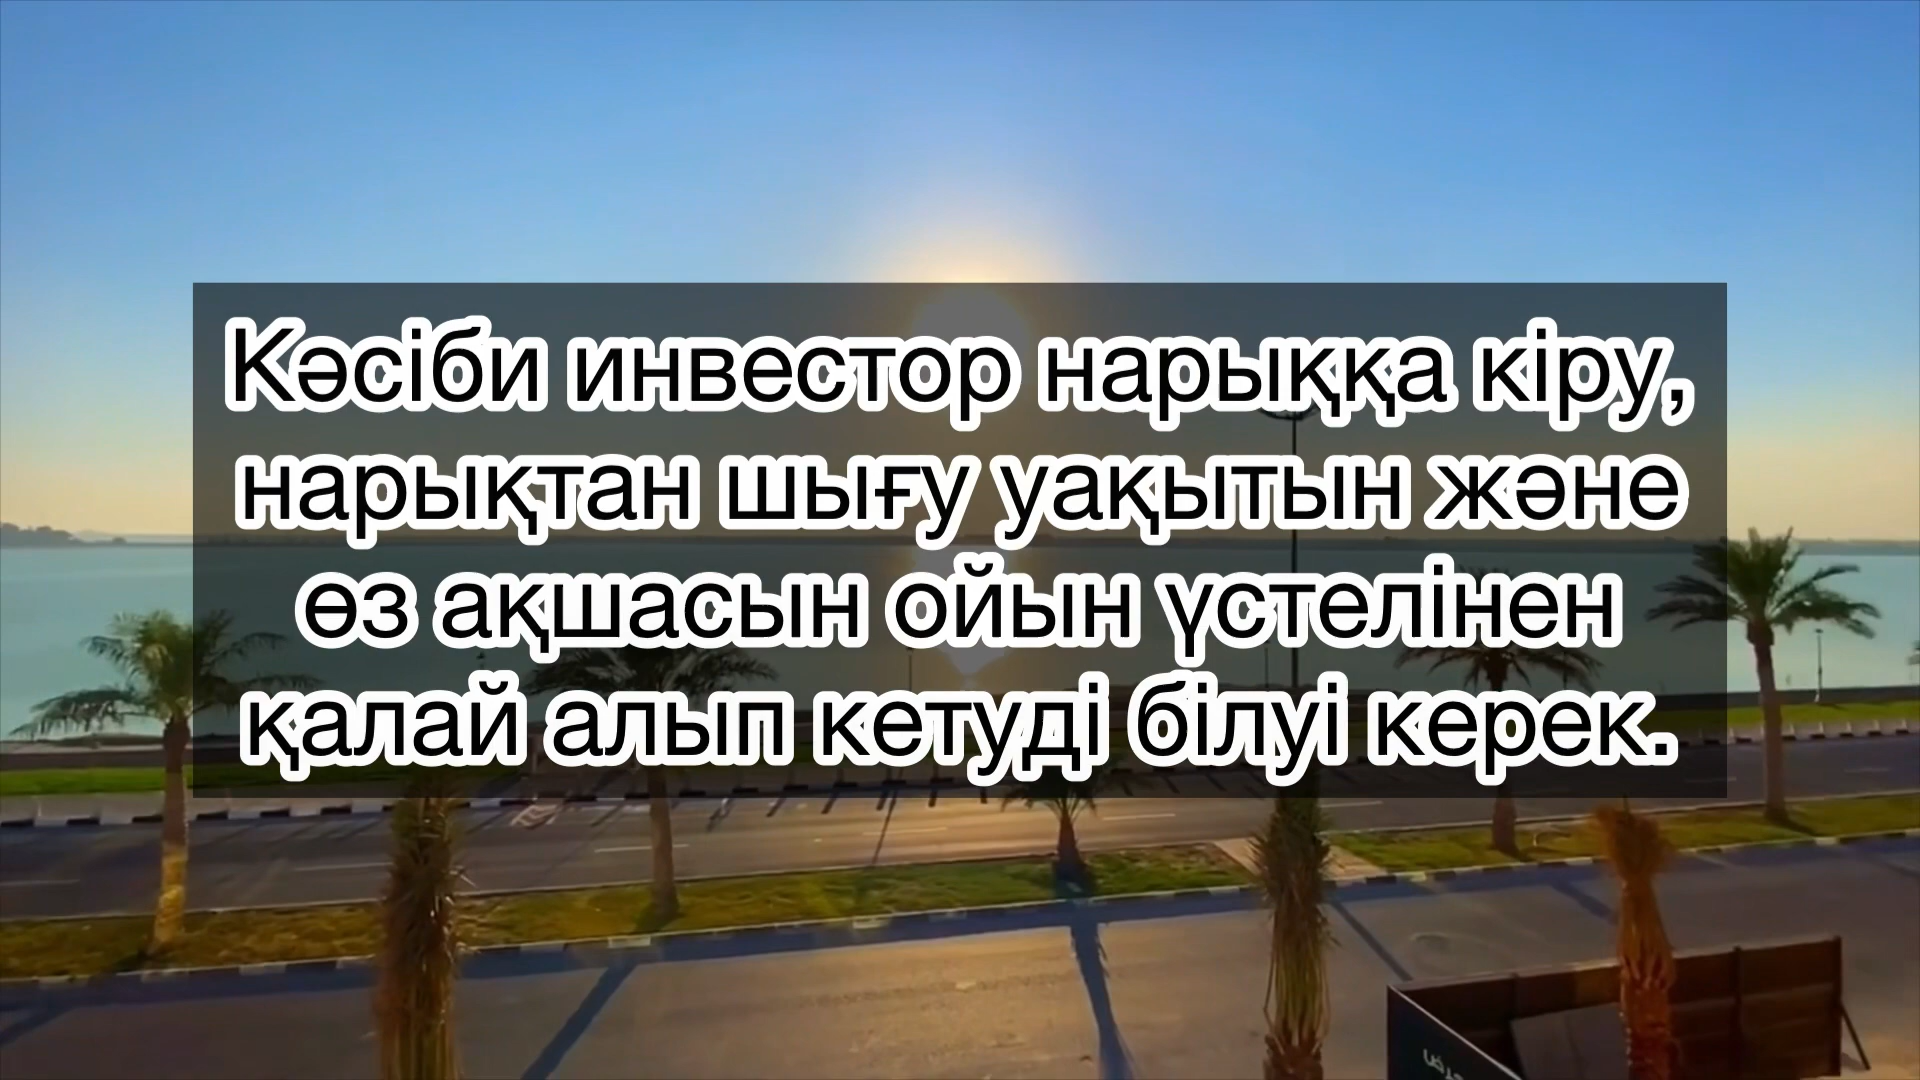 Кәсіби инвестор нарыққа кіру,
нарықтан шығу уақытын және
өз ақшасын ойын үстелінен
қалай алып кетуді білуі керек.